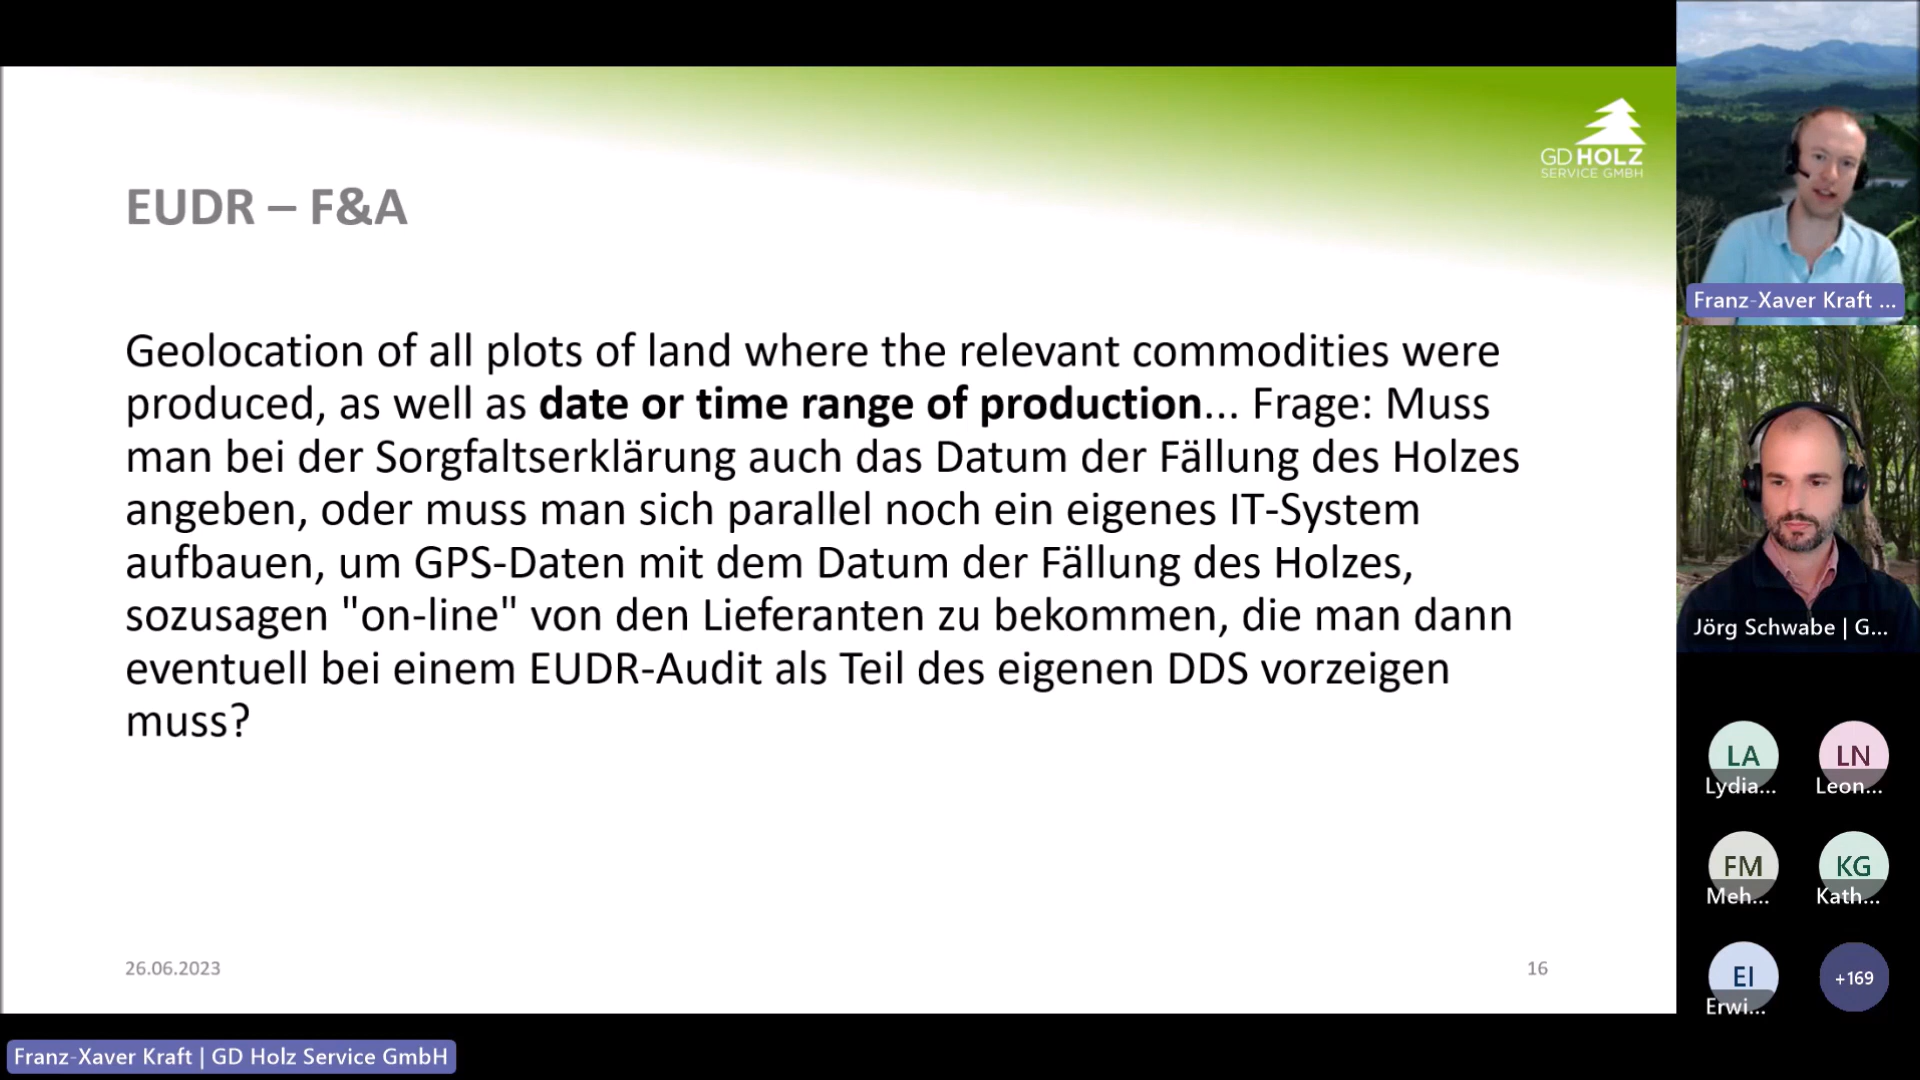 GD HOLZ
SERVICE GMBH
EUDR – F&A
Geolocation of all plots of land where the relevant commodities were
produced, as well as date or time range of production... Frage: Muss
man bei der Sorgfaltserklärung auch das Datum der Fällung des Holzes
angeben, oder muss man sich parallel noch ein eigenes IT-System
aufbauen, um GPS-Daten mit dem Datum der Fällung des Holzes,
sozusagen "on-line" von den Lieferanten zu bekommen, die man dann
eventuell bei einem EUDR-Audit als Teil des eigenen DDS vorzeigen
muss?
26.06.2023
16
Franz-Xaver Kraft | GD Holz Service GmbH
Franz-Xaver Kraft ...
Jörg Schwabe | G...
LA
Lydia...
LN
Leon...
FM
Meh...
KG
Kath...
EI
Erwi...
+169